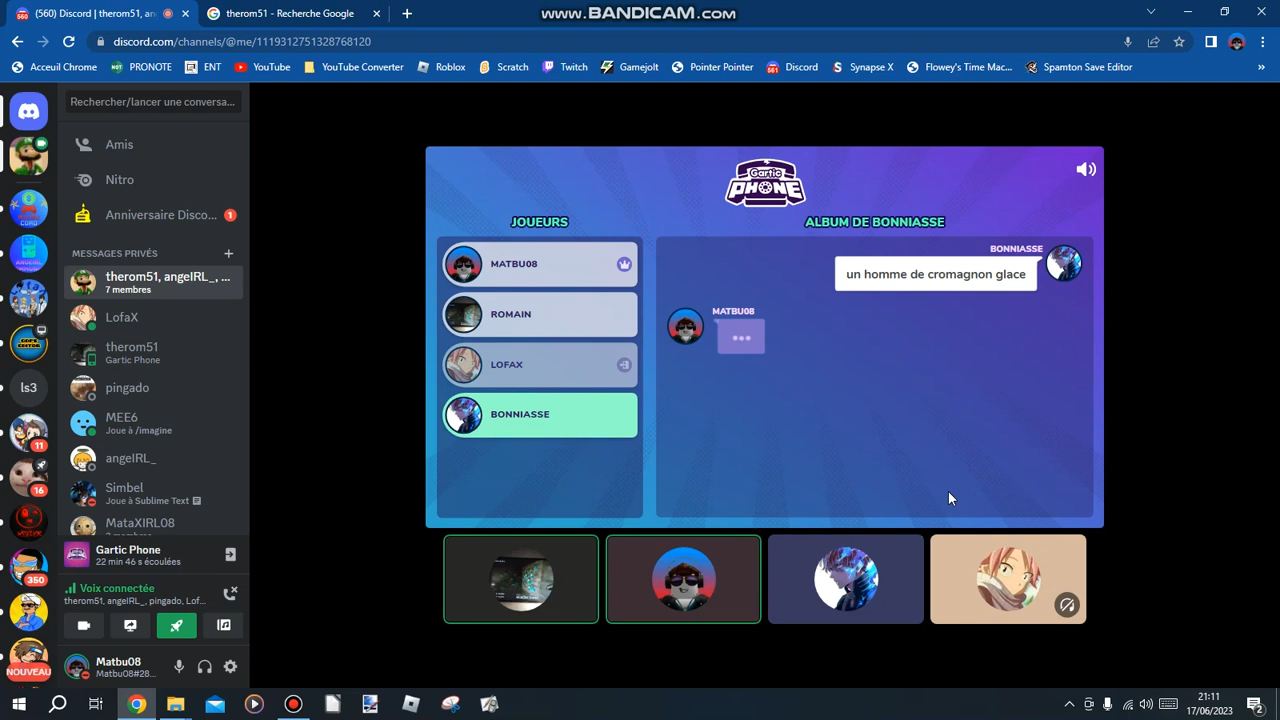 (560) Discord | therom51, an
therom51 - Recherche Google
www.BANDICAM.com
discord.com/channels/@me/1119312751328768120
Acceuil Chrome
PRONOTE
ENT
YouTube
YouTube Converter
Roblox
Scratch
Twitch
Gamejolt
Pointer Pointer
Discord
Synapse X
Flowey's Time Mac...
Spamton Save Editor
»
Rechercher/lancer une conversa...
Amis
Nitro
Anniversaire Disco...
1
MESSAGES PRIVÉS
therom51, angelRL_, ...
7 membres
LofaX
therom51
Gartic Phone
pingado
MEE6
Joue à /imagine
angelRL_
Simbel
Joue à Sublime Text
MataXIRL08
ls3
11
16
350
NOUVEAU
Gartic Phone
22 min 46 s écoulées
Voix connectée
therom51, angelRL_, pingado, Lof...
Matbu08
Matbu08#28...
Gartic
PHONE
JOUEURS
MATBU08
ROMAIN
LOFAX
BONNIASSE
ALBUM DE BONNIASSE
BONNIASSE
un homme de cromagnon glace
MATBU08
...
21:11
17/06/2023
2